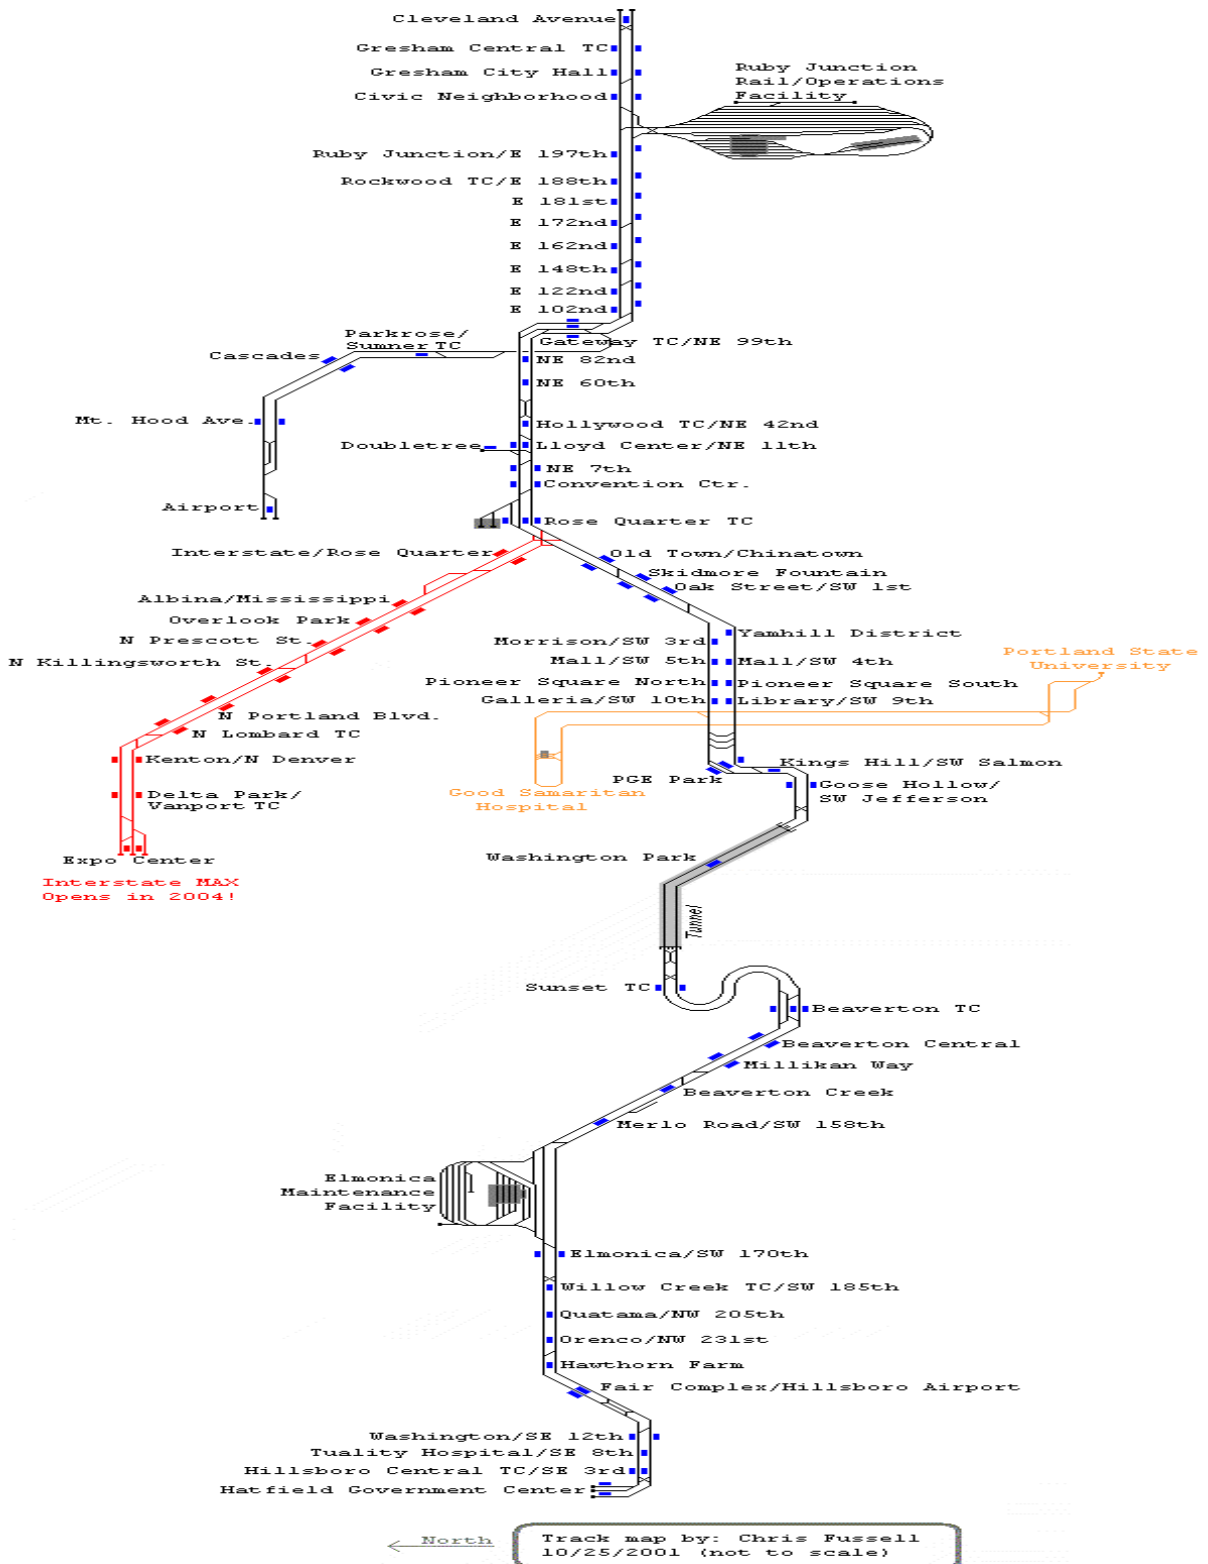 Cleveland Avenue
Gresham Central TC
Gresham City Hall
Civic Neighborhood
Ruby Junction
Rail/Operations
Facility
Ruby Junction/E 197th
Rockwood TC/E 188th
E 181st
E 172nd
E 162nd
E 148th
E 122nd
E 102nd
Gateway TC/NE 99th
Parkrose/
Sumner TC
Cascades
NE 82nd
NE 60th
Mt. Hood Ave.
Hollywood TC/NE 42nd
Doubletree
Lloyd Center/NE 11th
NE 7th
Convention Ctr.
Airport
Rose Quarter TC
Interstate/Rose Quarter
Old Town/Chinatown
Skidmore Fountain
Oak Street/SW 1st
Albina/Mississippi
Overlook Park
N Prescott St.
N Killingsworth St.
Morrison/SW 3rd
Yamhill District
Mall/SW 5th
Mall/SW 4th
Portland State
University
Pioneer Square North
Pioneer Square South
Galleria/SW 10th
Library/SW 9th
N Portland Blvd.
N Lombard TC
Kenton/N Denver
Kings Hill/SW Salmon
PGE Park
Goose Hollow/
SW Jefferson
Good Samaritan
Hospital
Delta Park/
Vanport TC
Expo Center
Interstate MAX
Opens in 2004!
Washington Park
Tunnel
Sunset TC
Beaverton TC
Beaverton Central
Millikan Way
Beaverton Creek
Merlo Road/SW 158th
Elmonica
Maintenance
Facility
Elmonica/SW 170th
Willow Creek TC/SW 185th
Quatama/NW 205th
Orenco/NW 231st
Hawthorn Farm
Fair Complex/Hillsboro Airport
Washington/SE 12th
Tuality Hospital/SE 8th
Hillsboro Central TC/SE 3rd
Hatfield Government Center
North
Track map by: Chris Fussell
10/25/2001 (not to scale)